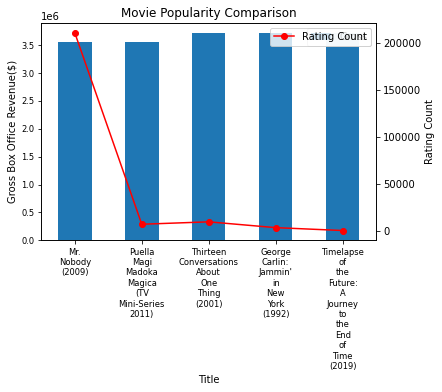 Movie Popularity Comparison
1e6
Rating Count
Gross Box Office Revenue($)
3.5
3.0
2.5
2.0
1.5
1.0
0.5
0.0
200000
150000
100000
50000
0
Rating Count
Mr.
Nobody
(2009)
Puella
Magi
Madoka
Magica
(TV
Mini-Series
2011)
Thirteen
Conversations
About
One
Thing
(2001)
George
Carlin:
Jammin'
in
New
York
(1992)
Timelapse
of
the
Future:
A
Journey
to
the
End
of
Time
(2019)
Title